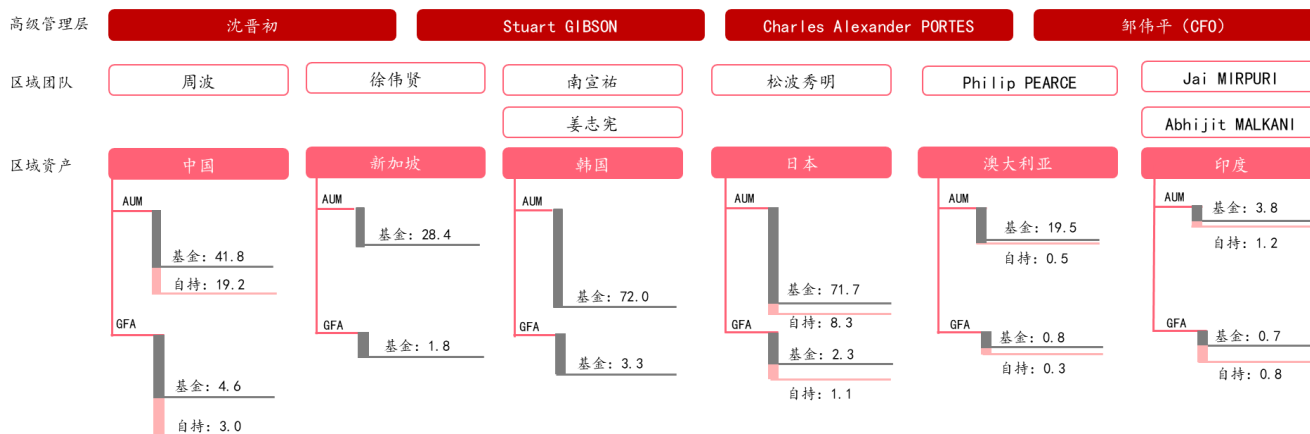 高级管理层
沈晋初
Stuart GIBSON
Charles Alexander PORTES
邹伟平（CFO）
区域团队
周波
徐伟贤
南宣祐
松波秀明
Philip PEARCE
Jai MIRPURI
姜志宪
Abhijit MALKANI
区域资产
中国
新加坡
韩国
日本
澳大利亚
印度
AUM
基金: 41.8
自持: 19.2
GFA
基金: 4.6
自持: 3.0
AUM
基金: 28.4
GFA
基金: 1.8
AUM
基金: 72.0
GFA
基金: 3.3
AUM
基金: 71.7
自持: 8.3
GFA
基金: 2.3
自持: 1.1
AUM
基金: 19.5
自持: 0.5
GFA
基金: 0.8
自持: 0.3
AUM
基金: 3.8
自持: 1.2
GFA
基金: 0.7
自持: 0.8